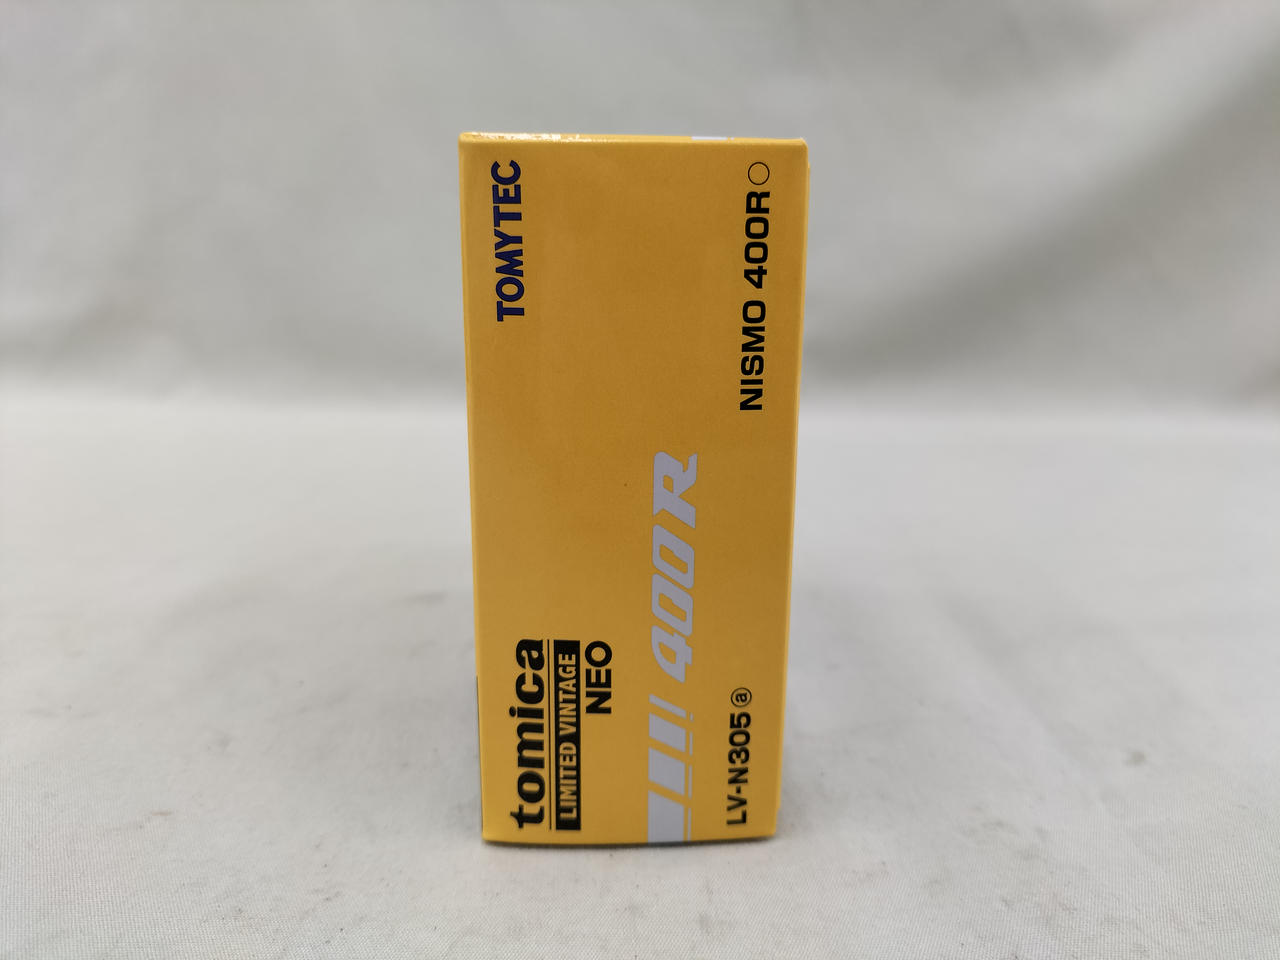 tomica
LIMITED VINTAGE
NEO
TOMYTEC
400R
LV-N305ⓐ
NISMO 400R○